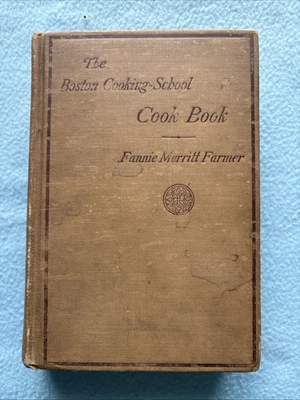 The
Boston Cooking-School
Cook Book
Fannie Merritt Farmer